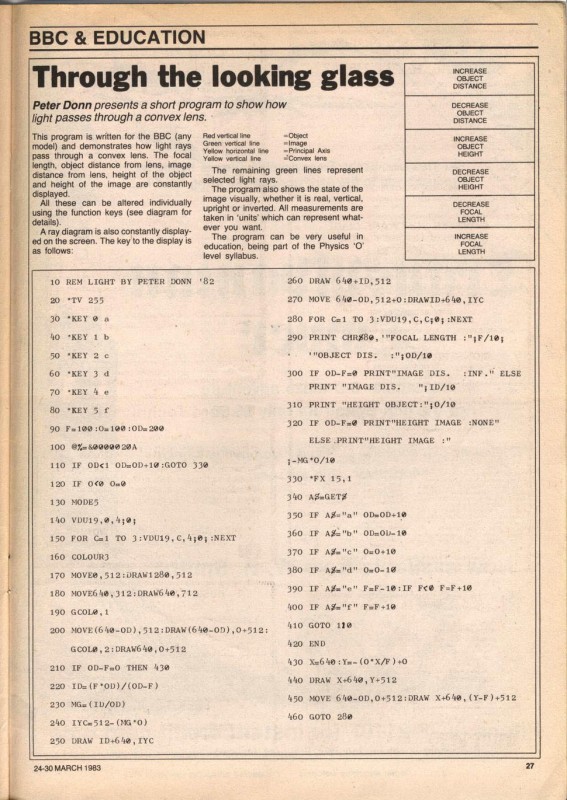 BBC & EDUCATION
Through the looking glass
Peter Donn presents a short program to show how
light passes through a convex lens.
This program is written for the BBC (any
model) and demonstrates how light rays
pass through a convex lens. The focal
length, object distance from lens, image
distance from lens, height of the object
and height of the image are constantly
displayed.
All these can be altered individually
using the function keys (see diagram for
details).
A ray diagram is also constantly display-
ed on the screen. The key to the display is
as follows:
Red vertical line =Object
Green vertical line =Image
Yellow horizontal line =Principal Axis
Yellow vertical line =Convex lens
The remaining green lines represent
selected light rays.
The program also shows the state of the
image visually, whether it is real, vertical,
upright or inverted. All measurements are
taken in 'units' which can represent what-
ever you want.
The program can be very useful in
education, being part of the Physics 'O'
level syllabus.
INCREASE
OBJECT
DISTANCE
DECREASE
OBJECT
DISTANCE
INCREASE
OBJECT
HEIGHT
DECREASE
OBJECT
HEIGHT
DECREASE
FOCAL
LENGTH
INCREASE
FOCAL
LENGTH
10 REM LIGHT BY PETER DONN '82
20 *TV 255
30 *KEY 0 a
40 *KEY 1 b
50 *KEY 2 c
60 *KEY 3 d
70 *KEY 4 e
80 *KEY 5 f
90 F=100:O=100:OD=200
100 @%=&0000020A
110 IF OD<1 OD=OD+10:GOTO 330
120 IF O<0 O=0
130 MODE5
140 VDU19,0,4;0;
150 FOR C=1 TO 3:VDU19,C,4;0;:NEXT
160 COLOUR3
170 MOVE0,512:DRAW1280,512
180 MOVE640,312:DRAW640,712
190 GCOL0,1
200 MOVE(640-OD),512:DRAW(640-OD),O+512:
GCOL0,2:DRAW640,O+512
210 IF OD-F=0 THEN 430
220 ID=(F*OD)/(OD-F)
230 MG=(ID/OD)
240 IYC=512-(MG*O)
250 DRAW ID+640,IYC
260 DRAW 640+ID,512
270 MOVE 640-OD,512+O:DRAWID+640,IYC
280 FOR C=1 TO 3:VDU19,C,C;0;:NEXT
290 PRINT CHR$80,'"FOCAL LENGTH :";F/10;
'"OBJECT DIS. :";OD/10
300 IF OD-F=0 PRINT"IMAGE DIS. :INF." ELSE
PRINT "IMAGE DIS. ";ID/10
310 PRINT "HEIGHT OBJECT:";O/10
320 IF OD-F=0 PRINT"HEIGHT IMAGE :NONE"
ELSE PRINT"HEIGHT IMAGE :"
;-MG*O/10
330 *FX 15,1
340 A$=GET$
350 IF A$="a" OD=OD+10
360 IF A$="b" OD=OD-10
370 IF A$="c" O=O+10
380 IF A$="d" O=O-10
390 IF A$="e" F=F-10:IF F<0 F=F+10
400 IF A$="f" F=F+10
410 GOTO 110
420 END
430 X=640:Y=-(O*X/F)+O
440 DRAW X+640,Y+512
450 MOVE 640-OD,O+512:DRAW X+640,(Y-F)+512
460 GOTO 280
24-30 MARCH 1983
27